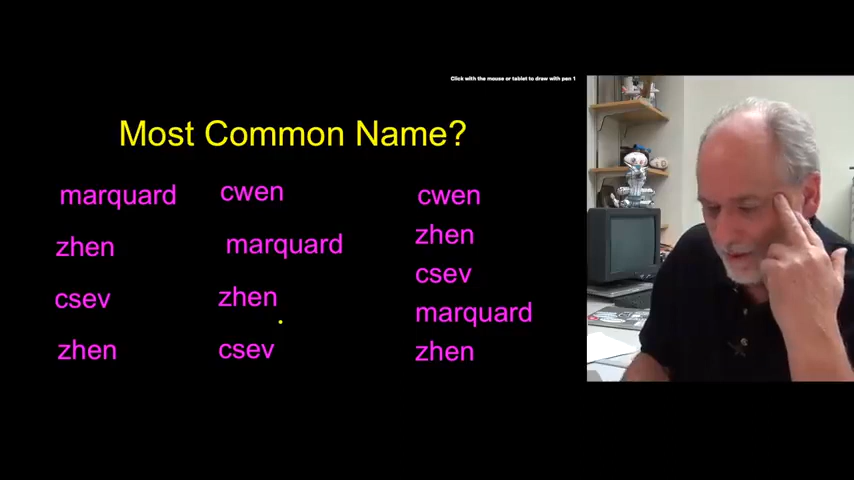 Click with the mouse or tablet to draw with pen 1
Most Common Name?
marquard
zhen
csev
zhen
cwen
marquard
zhen
csev
cwen
zhen
csev
marquard
zhen